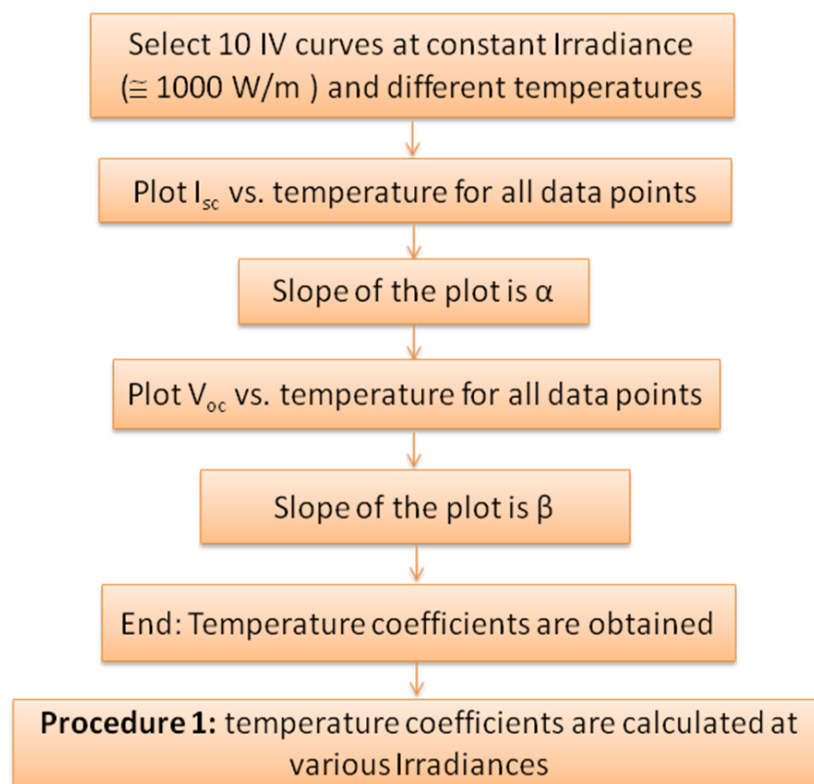 Select 10 IV curves at constant Irradiance
(≅ 1000 W/m ) and different temperatures
Plot Isc vs. temperature for all data points
Slope of the plot is α
Plot Voc vs. temperature for all data points
Slope of the plot is β
End: Temperature coefficients are obtained
Procedure 1: temperature coefficients are calculated at
various Irradiances